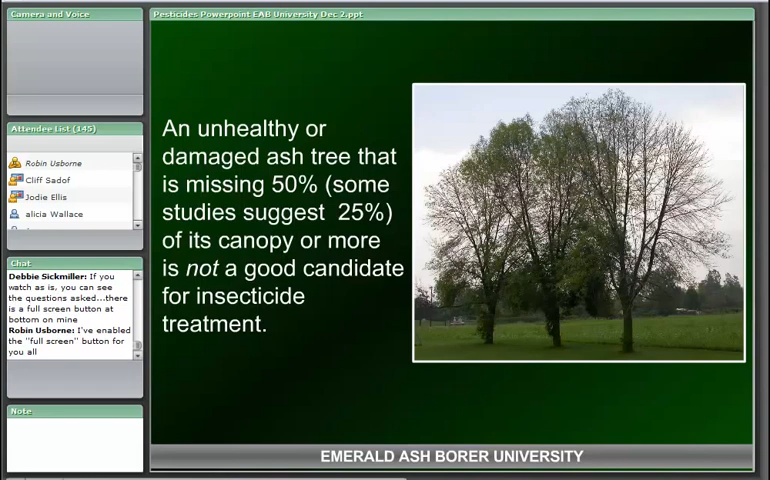 Camera and Voice
Pesticides Powerpoint EAB University Dec 2.ppt
Attendee List (145)
Robin Usborne
Cliff Sadof
Jodie Ellis
alicia Wallace
Chat
Debbie Sickmiller: If you
watch as is, you can see
the questions asked...there
is a full screen button at
bottom on mine
Robin Usborne: I've enabled
the "full screen" button for
you all
Note
An unhealthy or
damaged ash tree that
is missing 50% (some
studies suggest 25%)
of its canopy or more
is not a good candidate
for insecticide
treatment.
EMERALD ASH BORER UNIVERSITY